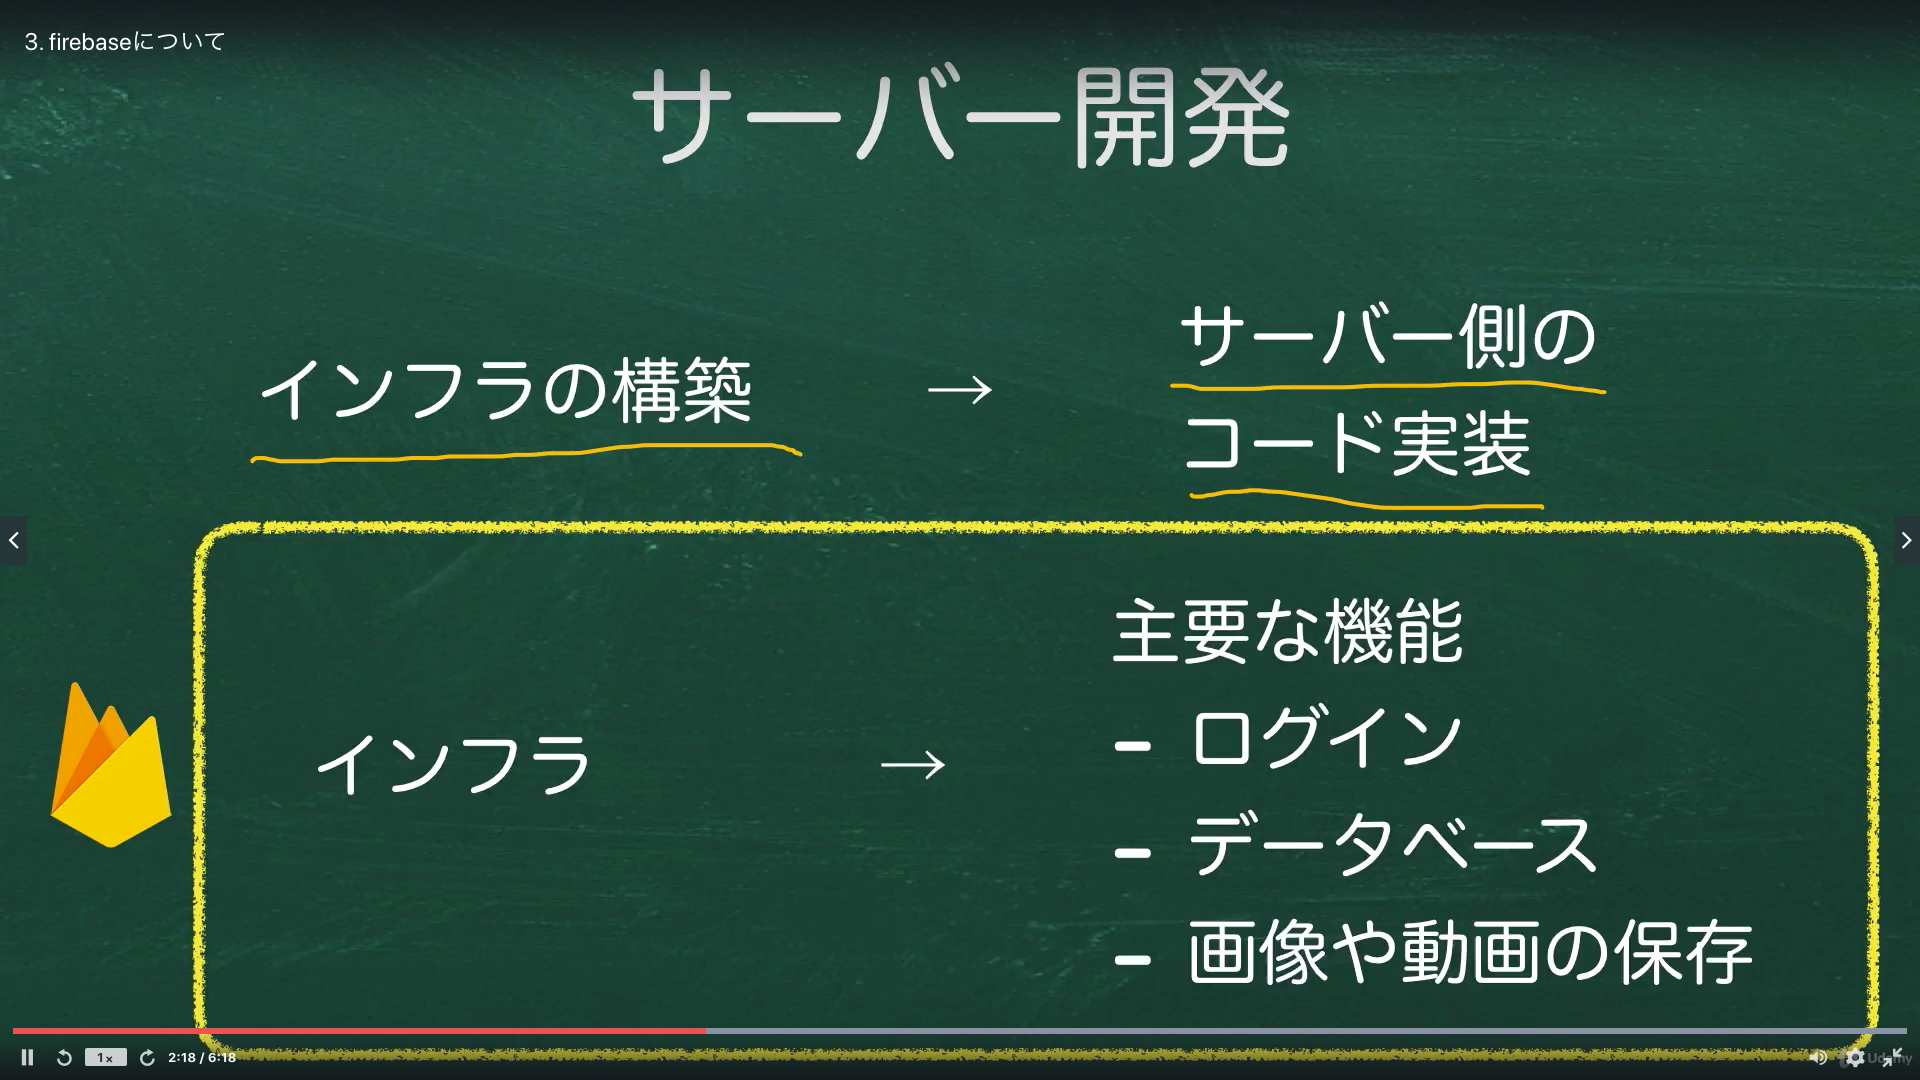 3. firebaseについて
サーバー開発
インフラの構築
→
サーバー側の
コード実装
インフラ
→
主要な機能
- ログイン
- データベース
- 画像や動画の保存
1x
2:18 / 6:18
Udemy